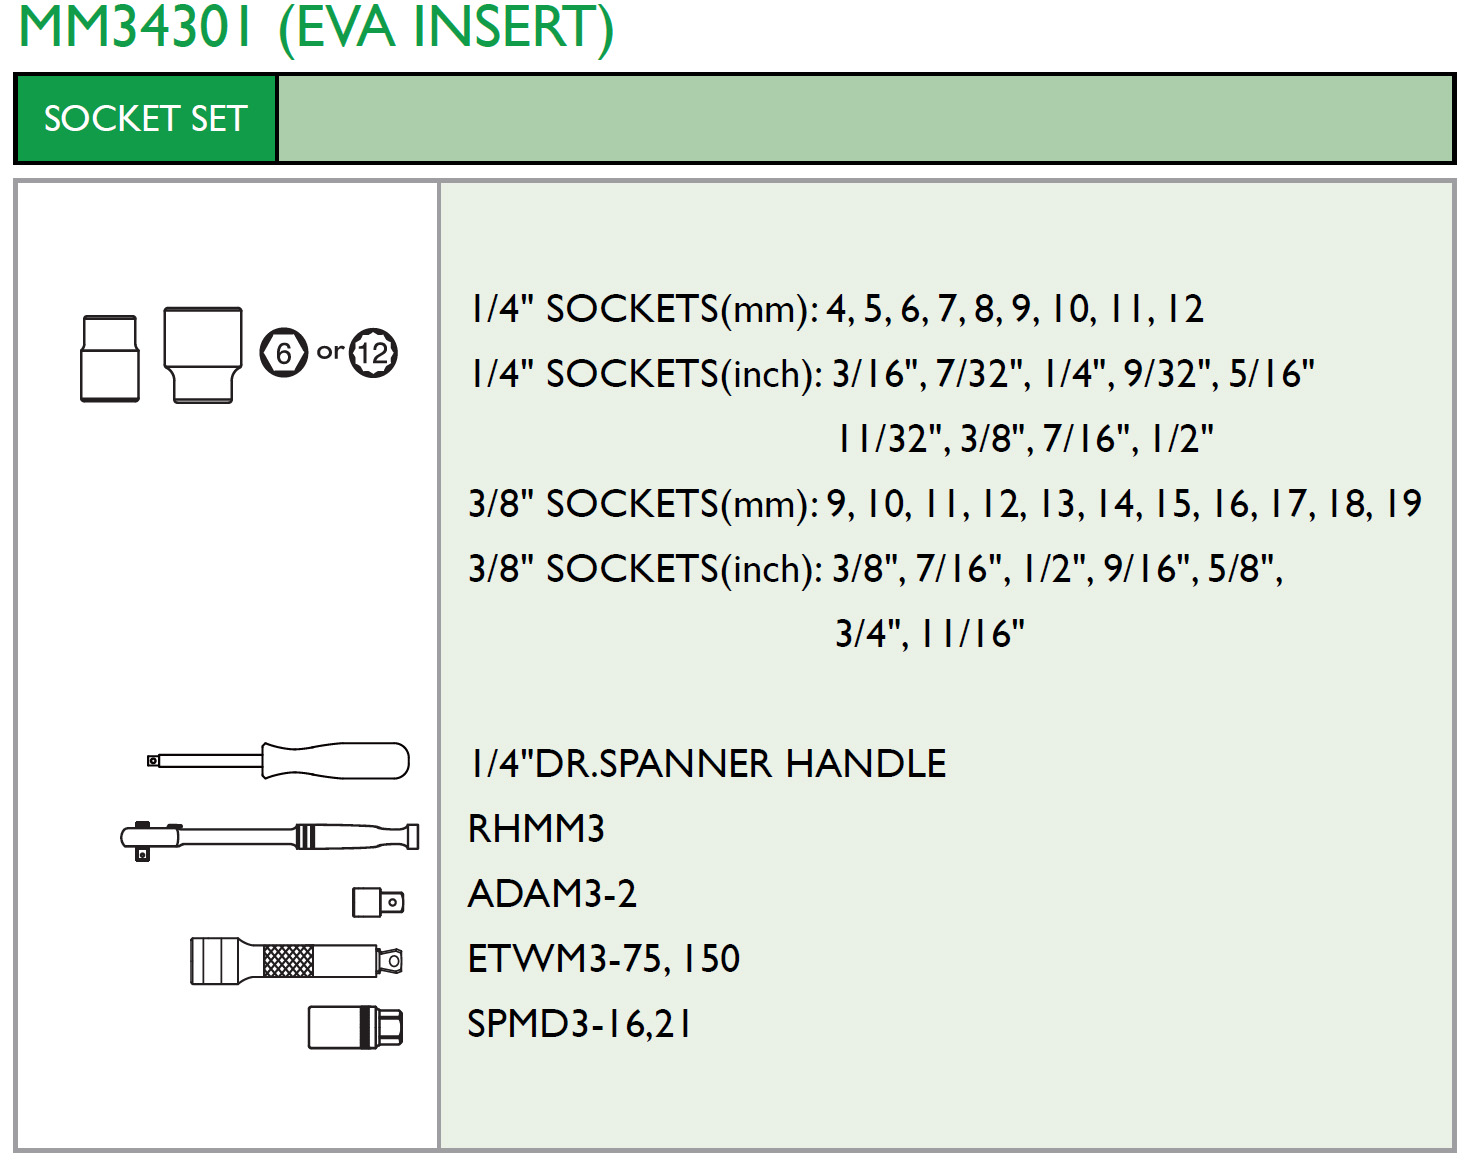 MM34301 (EVA INSERT)
SOCKET SET
6 or 12
1/4" SOCKETS(mm): 4, 5, 6, 7, 8, 9, 10, 11, 12
1/4" SOCKETS(inch): 3/16", 7/32", 1/4", 9/32", 5/16"
11/32", 3/8", 7/16", 1/2"
3/8" SOCKETS(mm): 9, 10, 11, 12, 13, 14, 15, 16, 17, 18, 19
3/8" SOCKETS(inch): 3/8", 7/16", 1/2", 9/16", 5/8",
3/4", 11/16"
1/4"DR.SPANNER HANDLE
RHMM3
ADAM3-2
ETWM3-75, 150
SPMD3-16,21